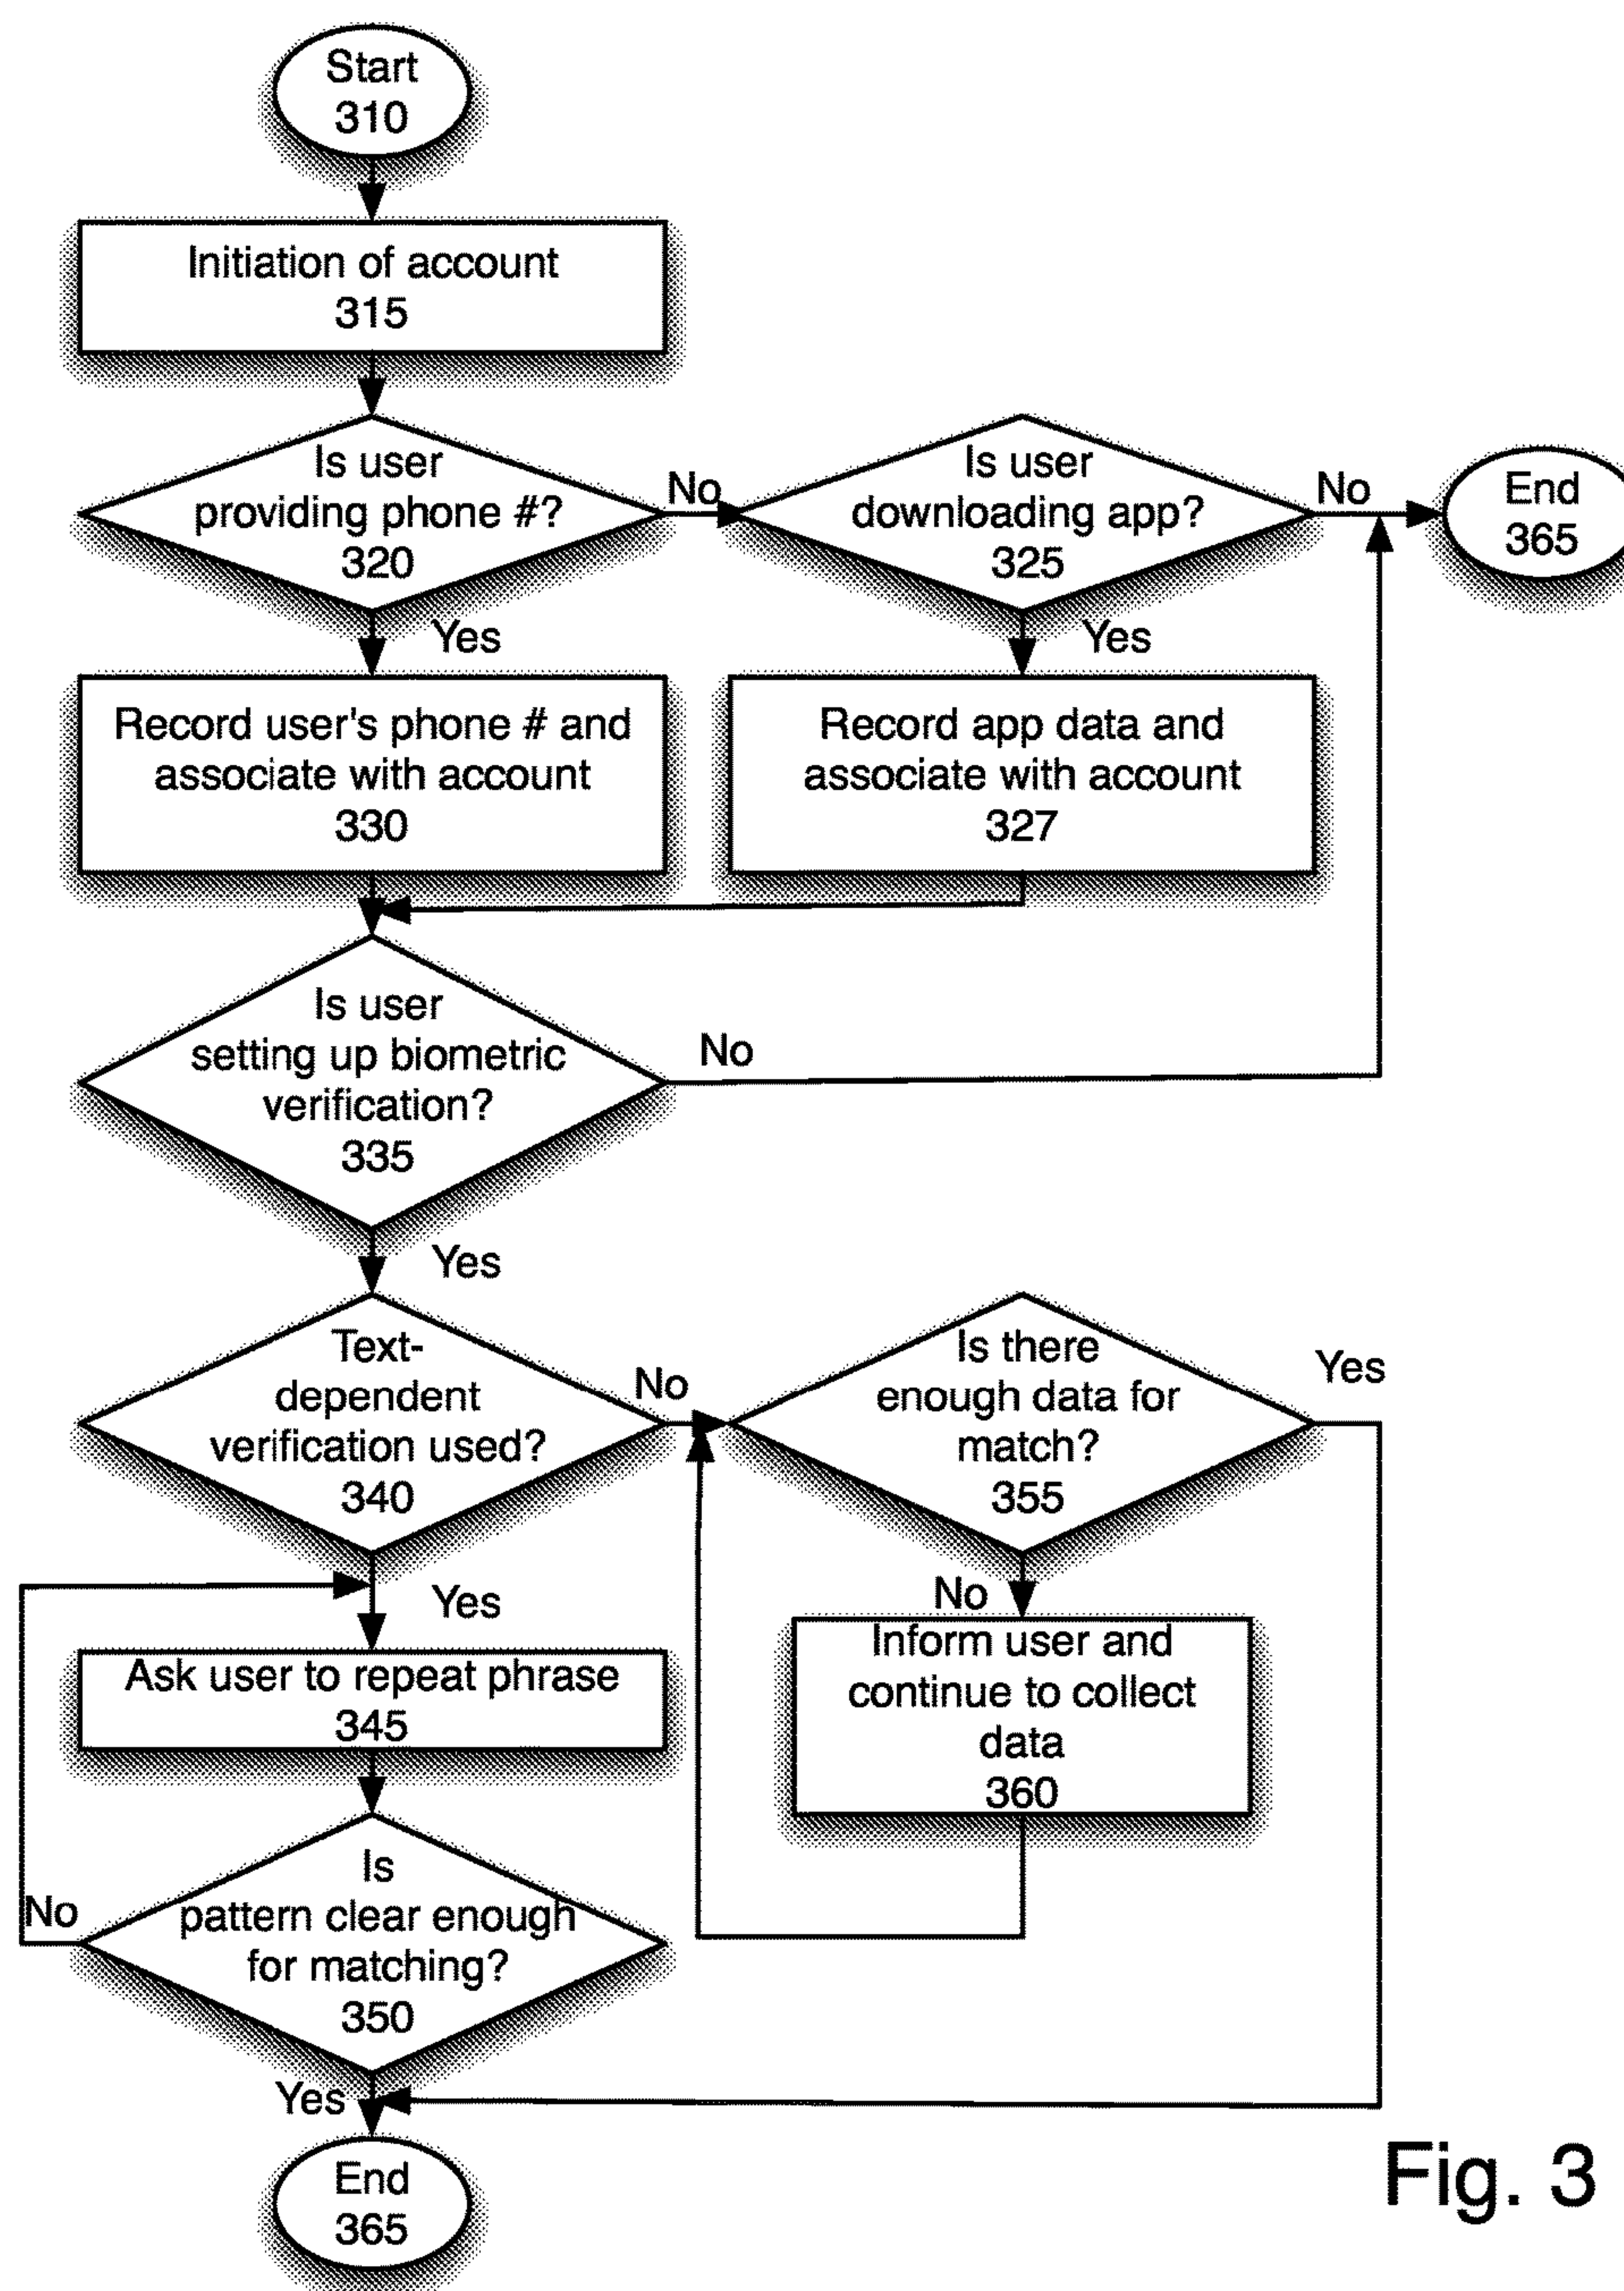 Start
310
Initiation of account
315
Is user
providing phone #?
320
No
Is user
downloading app?
325
No
End
365
Yes
Yes
Record user's phone # and
associate with account
330
Record app data and
associate with account
327
Is user
setting up biometric
verification?
335
No
Yes
Text-
dependent
verification used?
340
No
Is there
enough data for
match?
355
Yes
Yes
No
Ask user to repeat phrase
345
Inform user and
continue to collect
data
360
Is
pattern clear enough
for matching?
350
No
Yes
End
365
Fig. 3